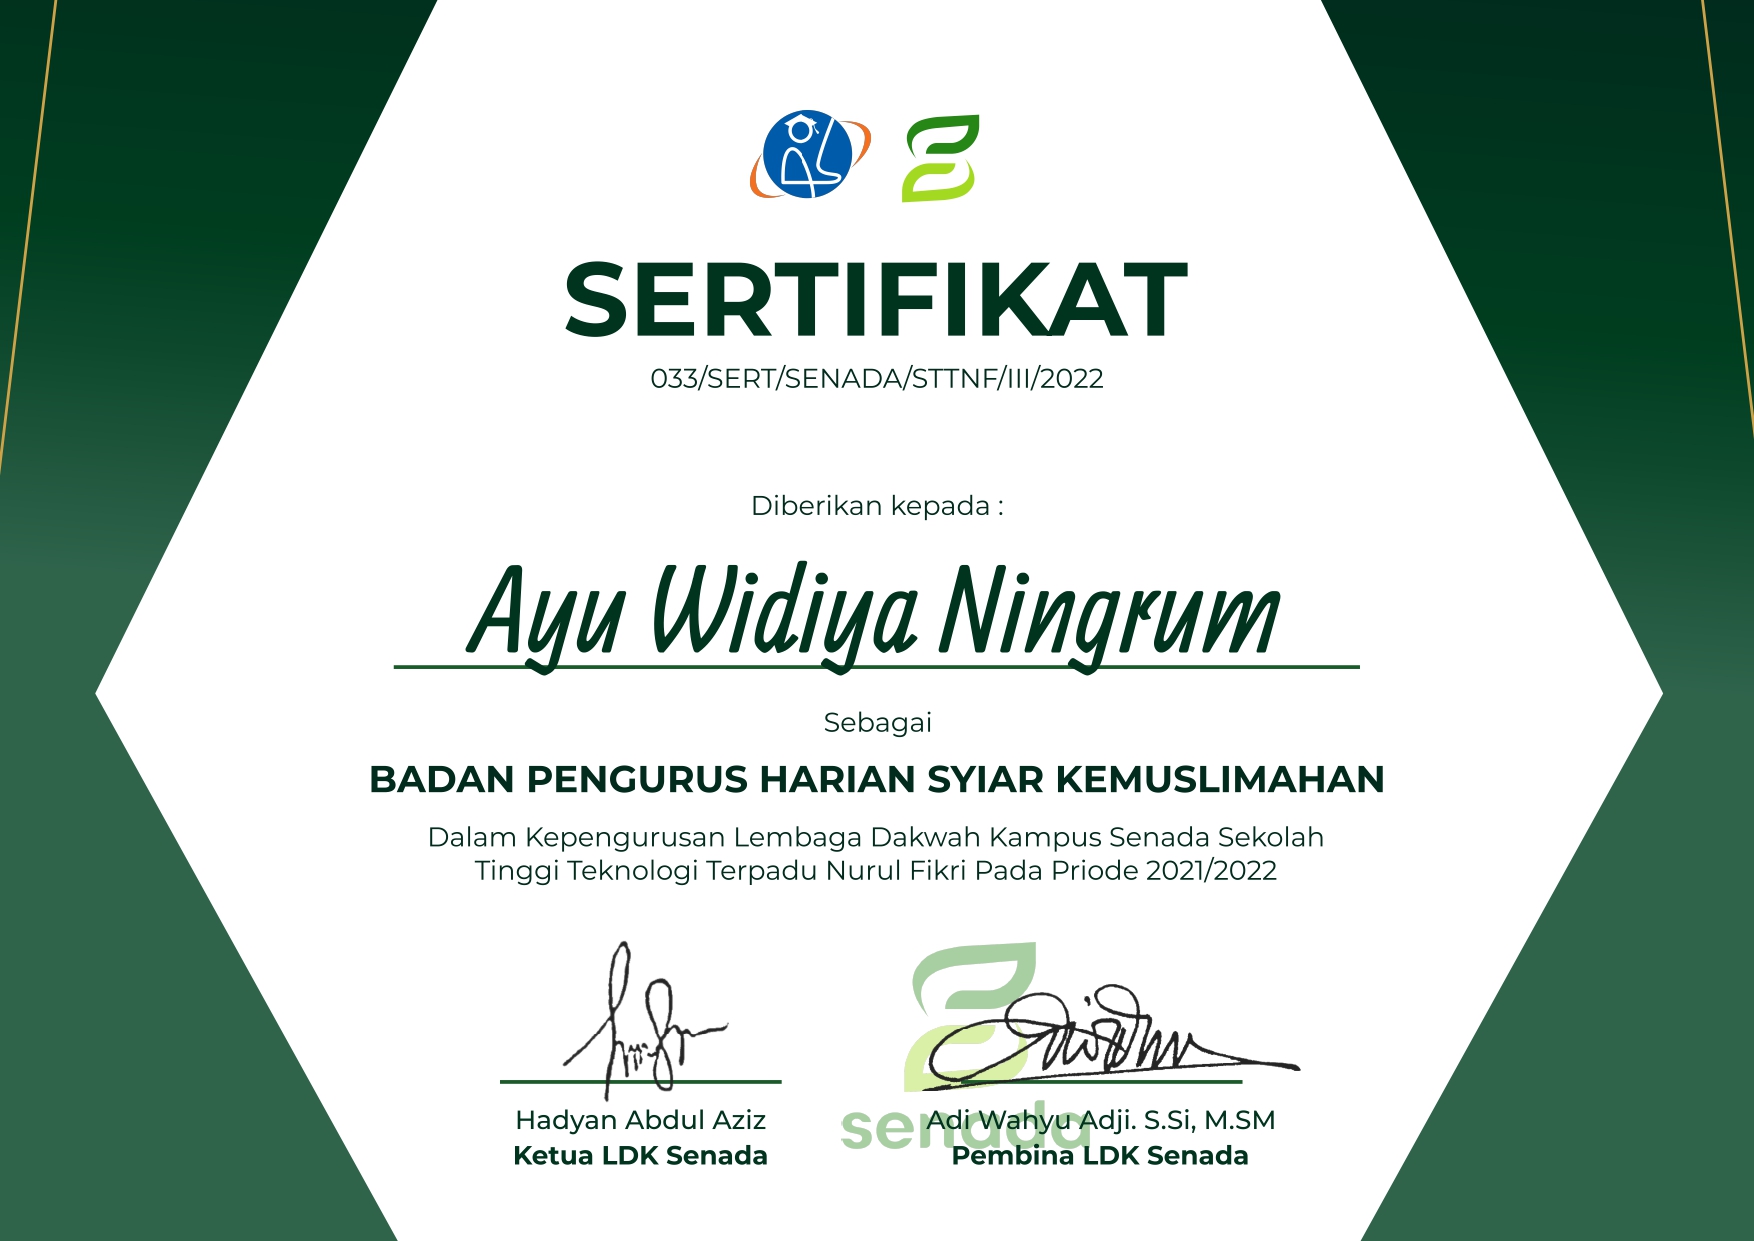 SERTIFIKAT
033/SERT/SENADA/STTNF/III/2022
Diberikan kepada :
Ayu Widiya Ningrum
Sebagai
BADAN PENGURUS HARIAN SYIAR KEMUSLIMAHAN
Dalam Kepengurusan Lembaga Dakwah Kampus Senada Sekolah
Tinggi Teknologi Terpadu Nurul Fikri Pada Priode 2021/2022
Hadyan Abdul Aziz
Ketua LDK Senada
senada
Adi Wahyu Adji. S.Si, M.SM
Pembina LDK Senada